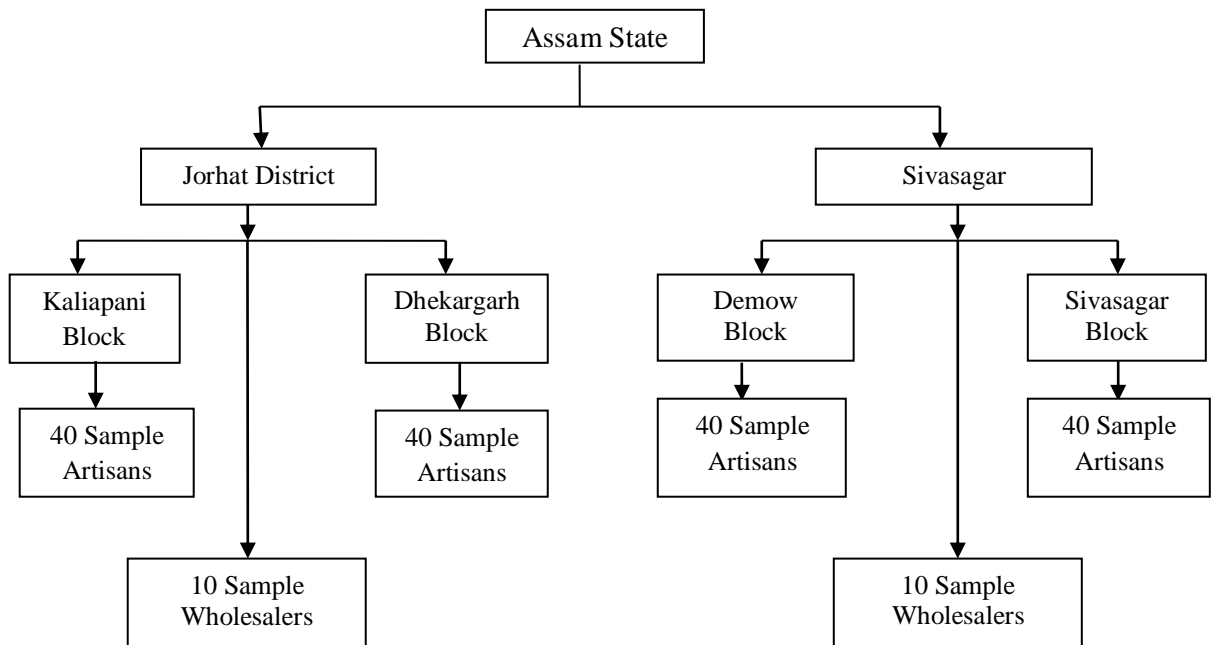 Assam State
Jorhat District
Sivasagar
Kaliapani
Block
Dhekargarh
Block
Demow
Block
Sivasagar
Block
40 Sample
Artisans
40 Sample
Artisans
40 Sample
Artisans
40 Sample
Artisans
10 Sample
Wholesalers
10 Sample
Wholesalers